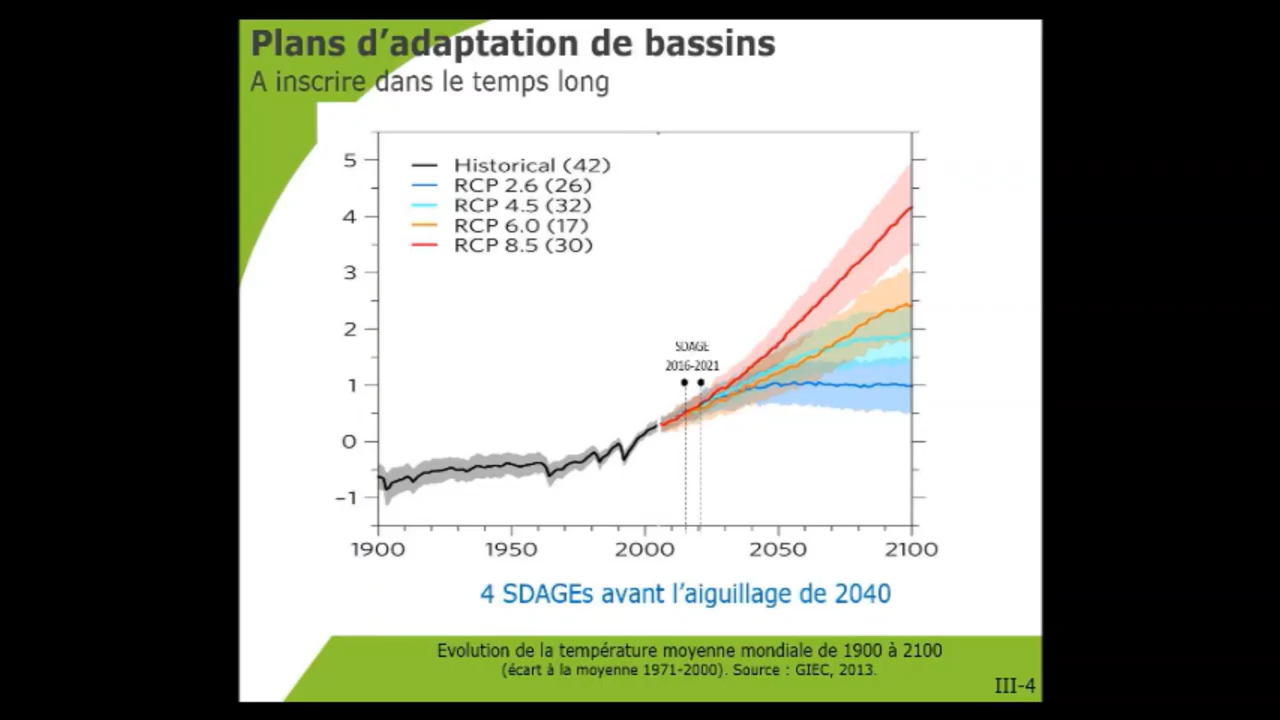 Plans d’adaptation de bassins
A inscrire dans le temps long
Historical (42)
RCP 2.6 (26)
RCP 4.5 (32)
RCP 6.0 (17)
RCP 8.5 (30)
5
4
3
2
1
0
−1
SDAGE
2016-2021
1900 1950 2000 2050 2100
4 SDAGEs avant l’aiguillage de 2040
Evolution de la température moyenne mondiale de 1900 à 2100
(écart à la moyenne 1971-2000). Source : GIEC, 2013.
III-4